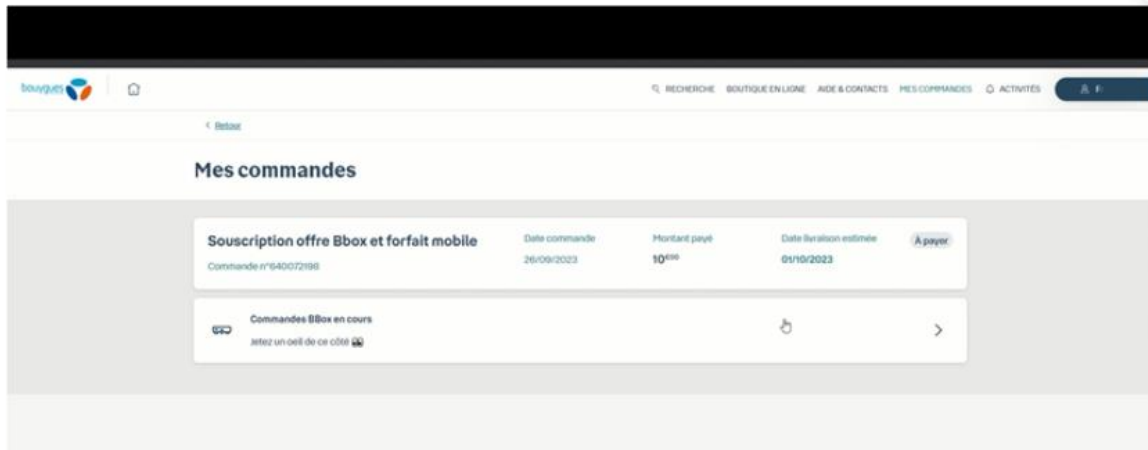 bouygues
RECHERCHE BOUTIQUE EN LIGNE AIDE & CONTACTS MES COMMANDES ACTIVITÉS
< Retour
Mes commandes
Souscription offre Bbox et forfait mobile
Commande n°640072198
Date commande
26/09/2023
Montant payé
10€00
Date livraison estimée
01/10/2023
À payer
Commandes BBox en cours
Jetez un oeil de ce côté